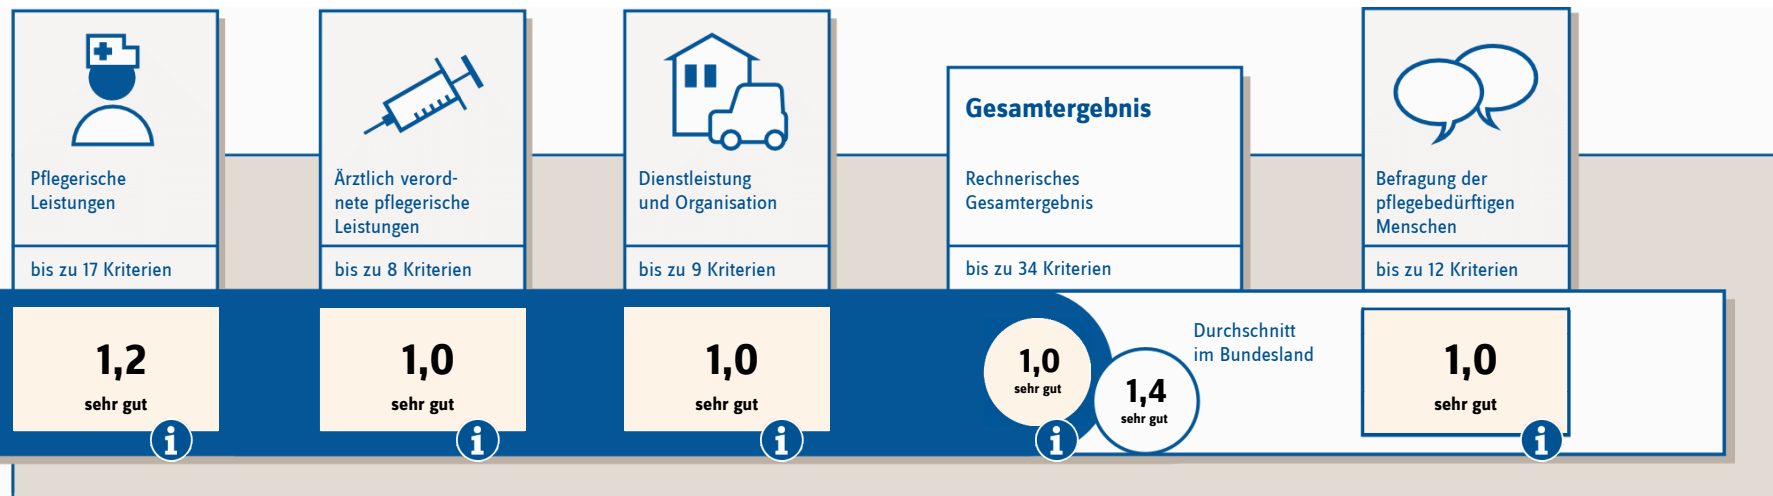 Pflegerische
Leistungen
bis zu 17 Kriterien
1,2
sehr gut
i
Ärztlich verord-
nete pflegerische
Leistungen
bis zu 8 Kriterien
1,0
sehr gut
i
Dienstleistung
und Organisation
bis zu 9 Kriterien
1,0
sehr gut
i
Gesamtergebnis
Rechnerisches
Gesamtergebnis
bis zu 34 Kriterien
1,0
sehr gut
i
1,4
sehr gut
Durchschnitt
im Bundesland
Befragung der
pflegebedürftigen
Menschen
bis zu 12 Kriterien
1,0
sehr gut
i